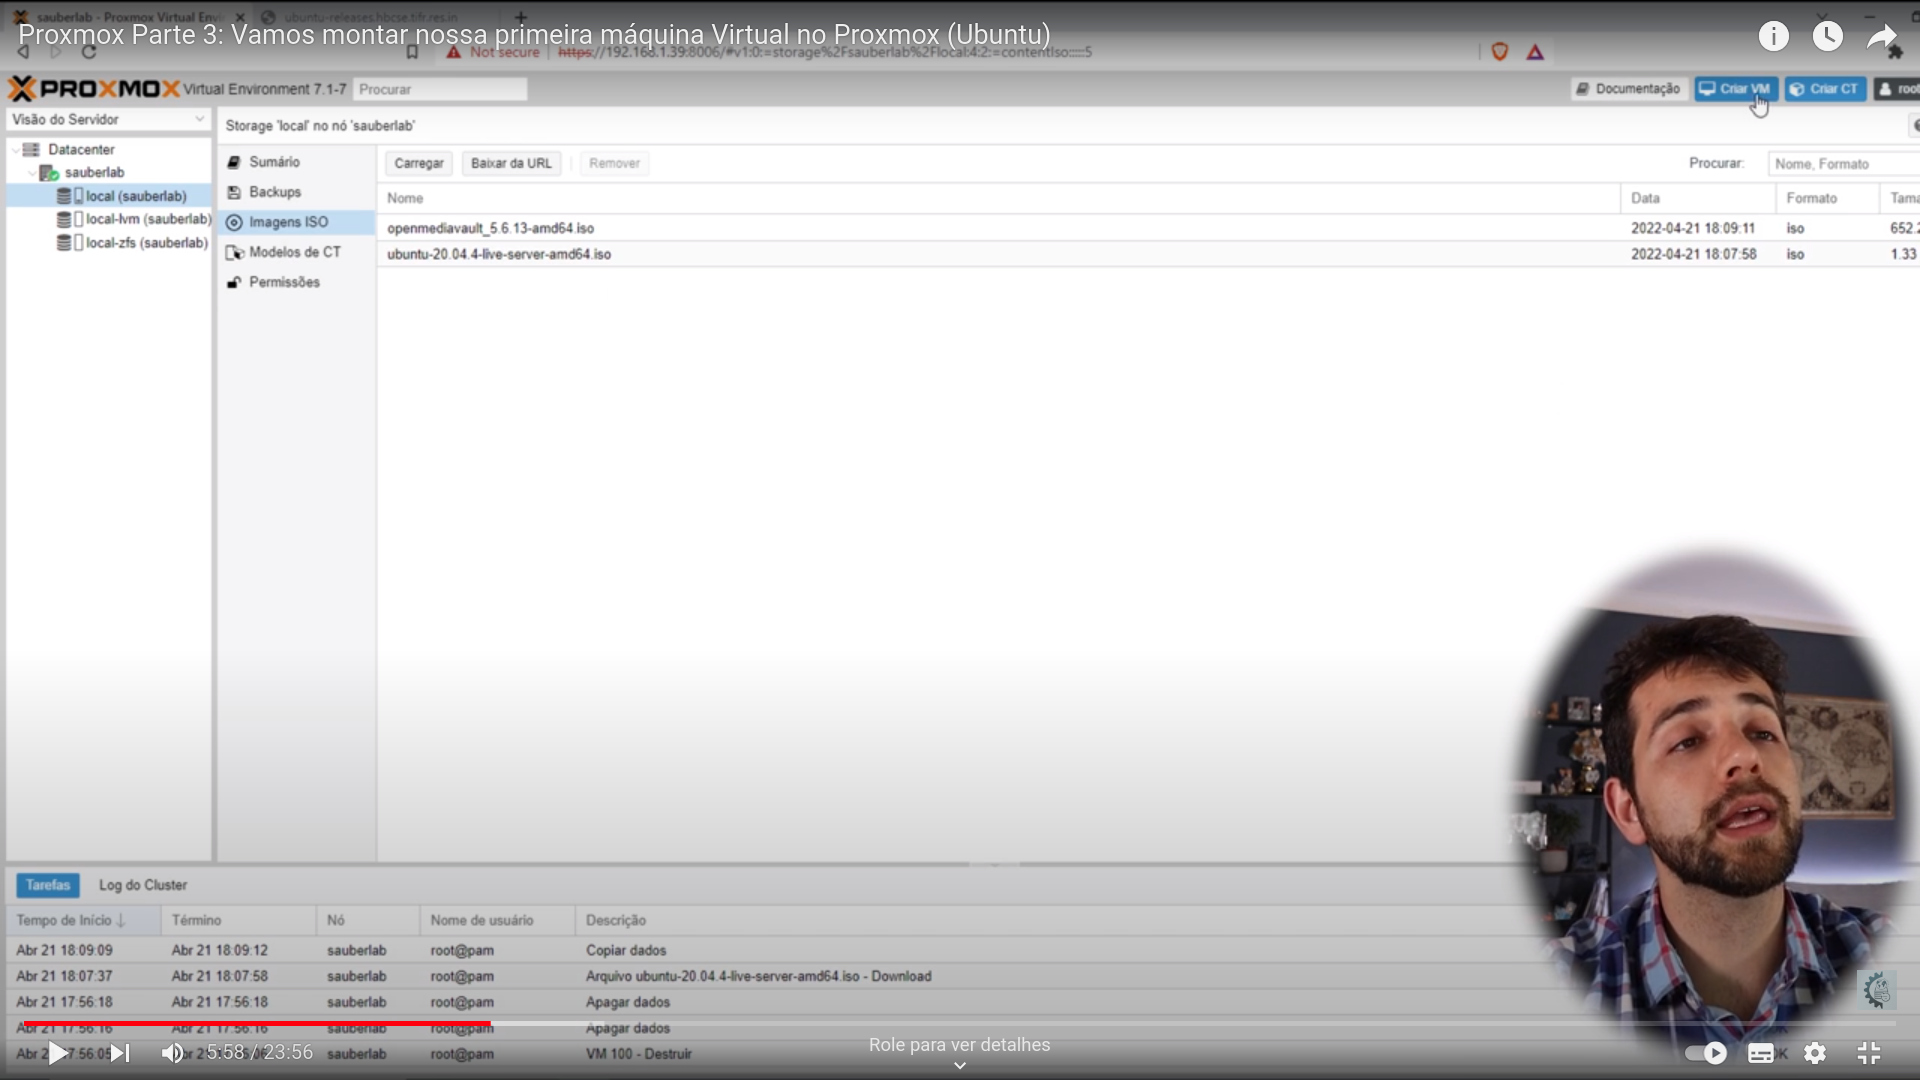 sauberlab - Proxmox Virtual Envi
ubuntu-releases.hbcse.tifr.res.in
Proxmox Parte 3: Vamos montar nossa primeira máquina Virtual no Proxmox (Ubuntu)
Not secure
https://192.168.1.39:8006/#v1:0:=storage%2Fsauberlab%2Flocal:4:2:=contentIso:::::5
PROXMOX Virtual Environment 7.1-7
Procurar
Documentação
Criar VM
Criar CT
root
Visão do Servidor
Storage 'local' no nó 'sauberlab'
Datacenter
sauberlab
local (sauberlab)
local-lvm (sauberlab)
local-zfs (sauberlab)
Sumário
Backups
Imagens ISO
Modelos de CT
Permissões
Carregar
Baixar da URL
Remover
Procurar:
Nome, Formato
Nome Data Formato Tama
openmediavault_5.6.13-amd64.iso 2022-04-21 18:09:11 iso 652.2
ubuntu-20.04.4-live-server-amd64.iso 2022-04-21 18:07:58 iso 1.33
Tarefas
Log do Cluster
Tempo de Início Término Nó Nome de usuário Descrição
Abr 21 18:09:09 Abr 21 18:09:12 sauberlab root@pam Copiar dados
Abr 21 18:07:37 Abr 21 18:07:58 sauberlab root@pam Arquivo ubuntu-20.04.4-live-server-amd64.iso - Download
Abr 21 17:56:18 Abr 21 17:56:18 sauberlab root@pam Apagar dados
Abr 21 17:56:16 Abr 21 17:56:16 sauberlab root@pam Apagar dados
Abr 2 7:56:05 sauberlab root@pam VM 100 - Destruir
5:58 / 23:56
Role para ver detalhes